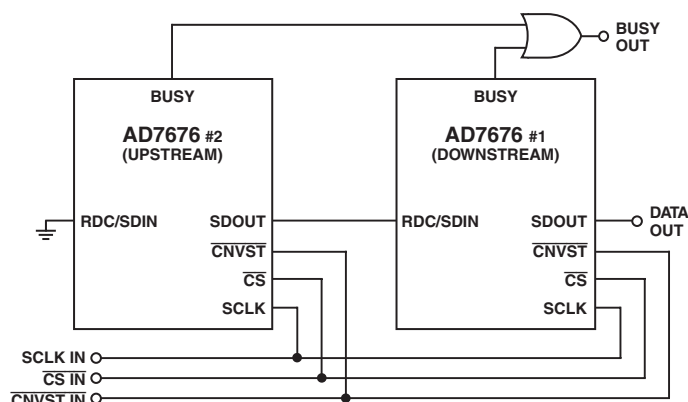 BUSY
OUT
BUSY
BUSY
AD7676 #2
(UPSTREAM)
AD7676 #1
(DOWNSTREAM)
RDC/SDIN
SDOUT
RDC/SDIN
SDOUT
DATA
OUT
CNVST
CNVST
CS
CS
SCLK
SCLK
SCLK IN
CS IN
CNVST IN